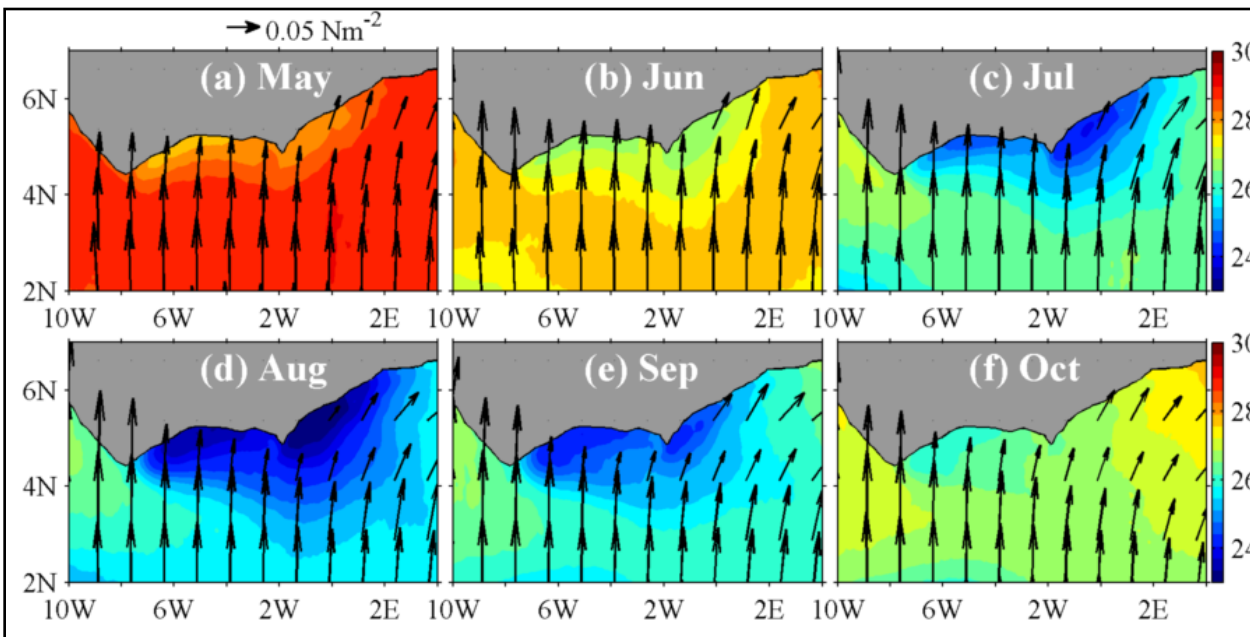 0.05 Nm-2
(a) May (b) Jun (c) Jul 30
6N 28
4N 26
2N 24
10W 6W 2W 2E 10W 6W 2W 2E 10W 6W 2W 2E
(d) Aug (e) Sep (f) Oct 30
6N 28
4N 26
2N 24
10W 6W 2W 2E 10W 6W 2W 2E 10W 6W 2W 2E